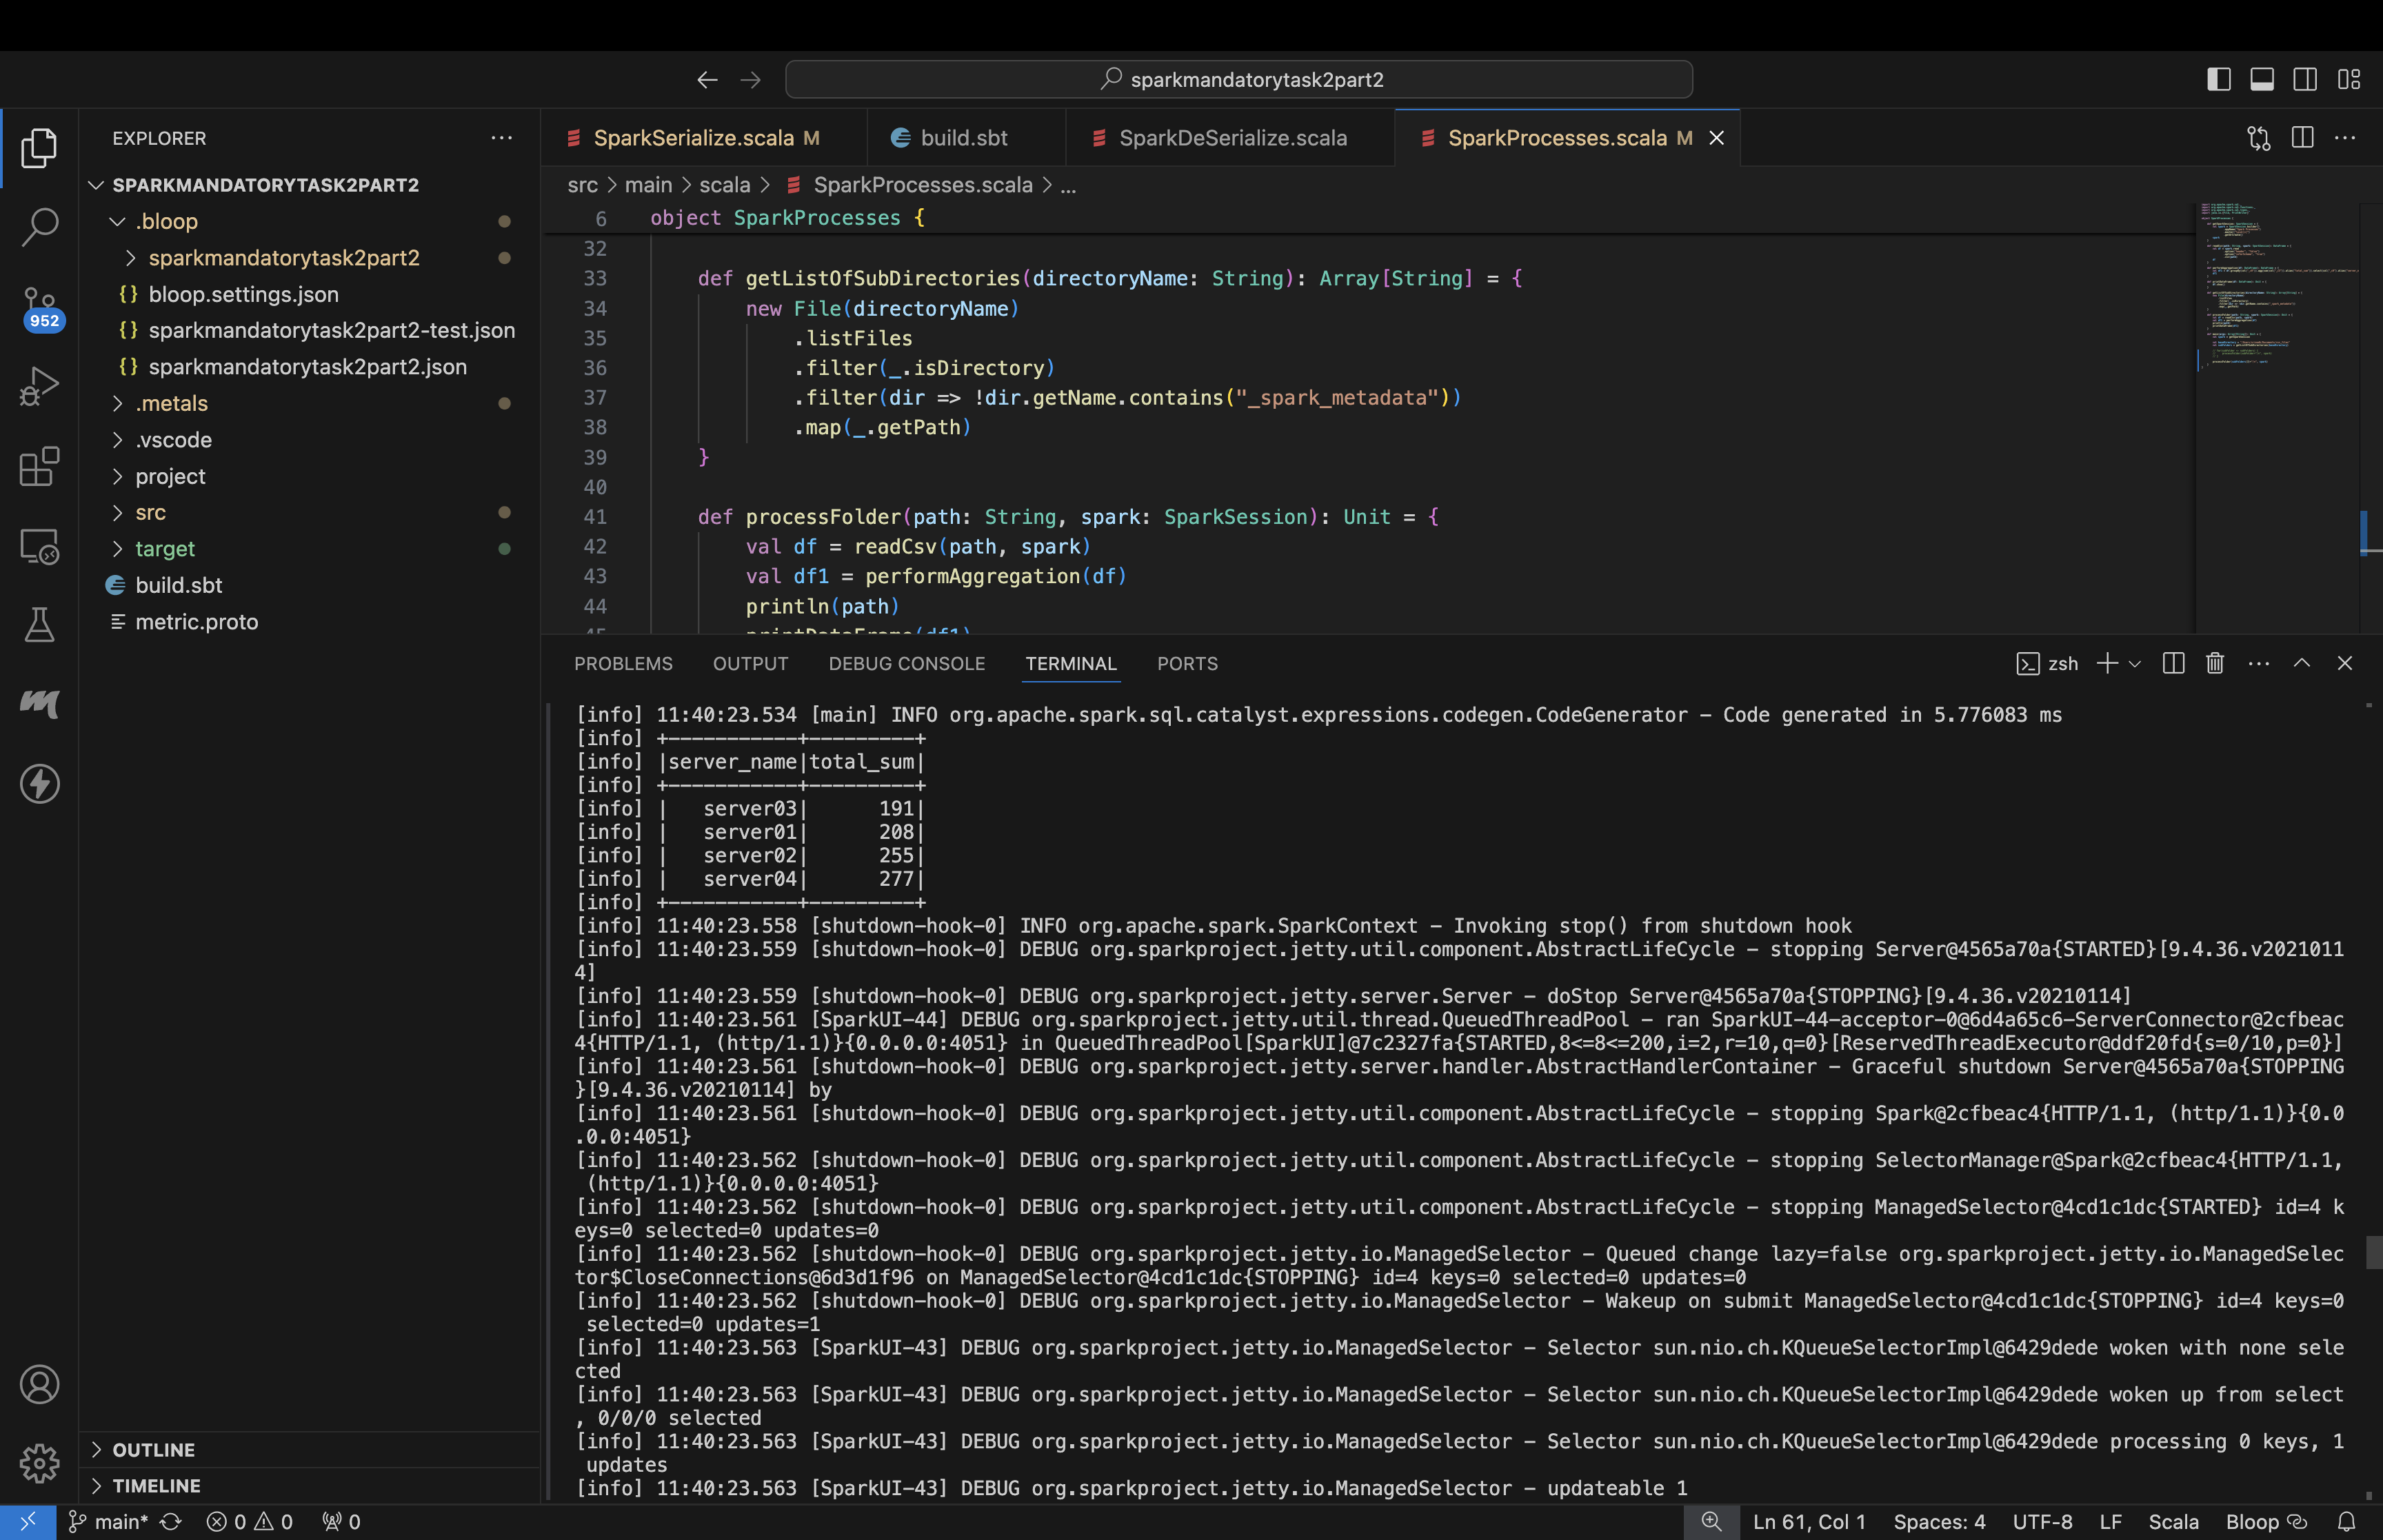 sparkmandatorytask2part2
EXPLORER
SPARKMANDATORYTASK2PART2
.bloop
sparkmandatorytask2part2
{} bloop.settings.json
{} sparkmandatorytask2part2-test.json
{} sparkmandatorytask2part2.json
.metals
.vscode
project
src
target
build.sbt
metric.proto
OUTLINE
TIMELINE
952
SparkSerialize.scala M
build.sbt
SparkDeSerialize.scala
SparkProcesses.scala M
src > main > scala > SparkProcesses.scala > ...
6 object SparkProcesses {
32
33 def getListOfSubDirectories(directoryName: String): Array[String] = {
34 new File(directoryName)
35 .listFiles
36 .filter(_.isDirectory)
37 .filter(dir => !dir.getName.contains("_spark_metadata"))
38 .map(_.getPath)
39 }
40
41 def processFolder(path: String, spark: SparkSession): Unit = {
42 val df = readCsv(path, spark)
43 val df1 = performAggregation(df)
44 println(path)
45 printDataFrame(df1)
PROBLEMS OUTPUT DEBUG CONSOLE TERMINAL PORTS
zsh
[info] 11:40:23.534 [main] INFO org.apache.spark.sql.catalyst.expressions.codegen.CodeGenerator – Code generated in 5.776083 ms
[info] +-----------+---------+
[info] |server_name|total_sum|
[info] +-----------+---------+
[info] |   server03|      191|
[info] |   server01|      208|
[info] |   server02|      255|
[info] |   server04|      277|
[info] +-----------+---------+
[info] 11:40:23.558 [shutdown-hook-0] INFO org.apache.spark.SparkContext – Invoking stop() from shutdown hook
[info] 11:40:23.559 [shutdown-hook-0] DEBUG org.sparkproject.jetty.util.component.AbstractLifeCycle – stopping Server@4565a70a{STARTED}[9.4.36.v2021011
4]
[info] 11:40:23.559 [shutdown-hook-0] DEBUG org.sparkproject.jetty.server.Server – doStop Server@4565a70a{STOPPING}[9.4.36.v20210114]
[info] 11:40:23.561 [SparkUI-44] DEBUG org.sparkproject.jetty.util.thread.QueuedThreadPool – ran SparkUI-44-acceptor-0@6d4a65c6-ServerConnector@2cfbeac
4{HTTP/1.1, (http/1.1)}{0.0.0.0:4051} in QueuedThreadPool[SparkUI]@7c2327fa{STARTED,8<=8<=200,i=2,r=10,q=0}[ReservedThreadExecutor@ddf20fd{s=0/10,p=0}]
[info] 11:40:23.561 [shutdown-hook-0] DEBUG org.sparkproject.jetty.server.handler.AbstractHandlerContainer – Graceful shutdown Server@4565a70a{STOPPING
}[9.4.36.v20210114] by
[info] 11:40:23.561 [shutdown-hook-0] DEBUG org.sparkproject.jetty.util.component.AbstractLifeCycle – stopping Spark@2cfbeac4{HTTP/1.1, (http/1.1)}{0.0
.0.0:4051}
[info] 11:40:23.562 [shutdown-hook-0] DEBUG org.sparkproject.jetty.util.component.AbstractLifeCycle – stopping SelectorManager@Spark@2cfbeac4{HTTP/1.1,
(http/1.1)}{0.0.0.0:4051}
[info] 11:40:23.562 [shutdown-hook-0] DEBUG org.sparkproject.jetty.util.component.AbstractLifeCycle – stopping ManagedSelector@4cd1c1dc{STARTED} id=4 k
eys=0 selected=0 updates=0
[info] 11:40:23.562 [shutdown-hook-0] DEBUG org.sparkproject.jetty.io.ManagedSelector – Queued change lazy=false org.sparkproject.jetty.io.ManagedSelec
tor$CloseConnections@6d3d1f96 on ManagedSelector@4cd1c1dc{STOPPING} id=4 keys=0 selected=0 updates=0
[info] 11:40:23.562 [shutdown-hook-0] DEBUG org.sparkproject.jetty.io.ManagedSelector – Wakeup on submit ManagedSelector@4cd1c1dc{STOPPING} id=4 keys=0
selected=0 updates=1
[info] 11:40:23.563 [SparkUI-43] DEBUG org.sparkproject.jetty.io.ManagedSelector – Selector sun.nio.ch.KQueueSelectorImpl@6429dede woken with none sele
cted
[info] 11:40:23.563 [SparkUI-43] DEBUG org.sparkproject.jetty.io.ManagedSelector – Selector sun.nio.ch.KQueueSelectorImpl@6429dede woken up from select
, 0/0/0 selected
[info] 11:40:23.563 [SparkUI-43] DEBUG org.sparkproject.jetty.io.ManagedSelector – Selector sun.nio.ch.KQueueSelectorImpl@6429dede processing 0 keys, 1
updates
[info] 11:40:23.563 [SparkUI-43] DEBUG org.sparkproject.jetty.io.ManagedSelector – updateable 1
main* 0 0 0 Ln 61, Col 1 Spaces: 4 UTF-8 LF Scala Bloop